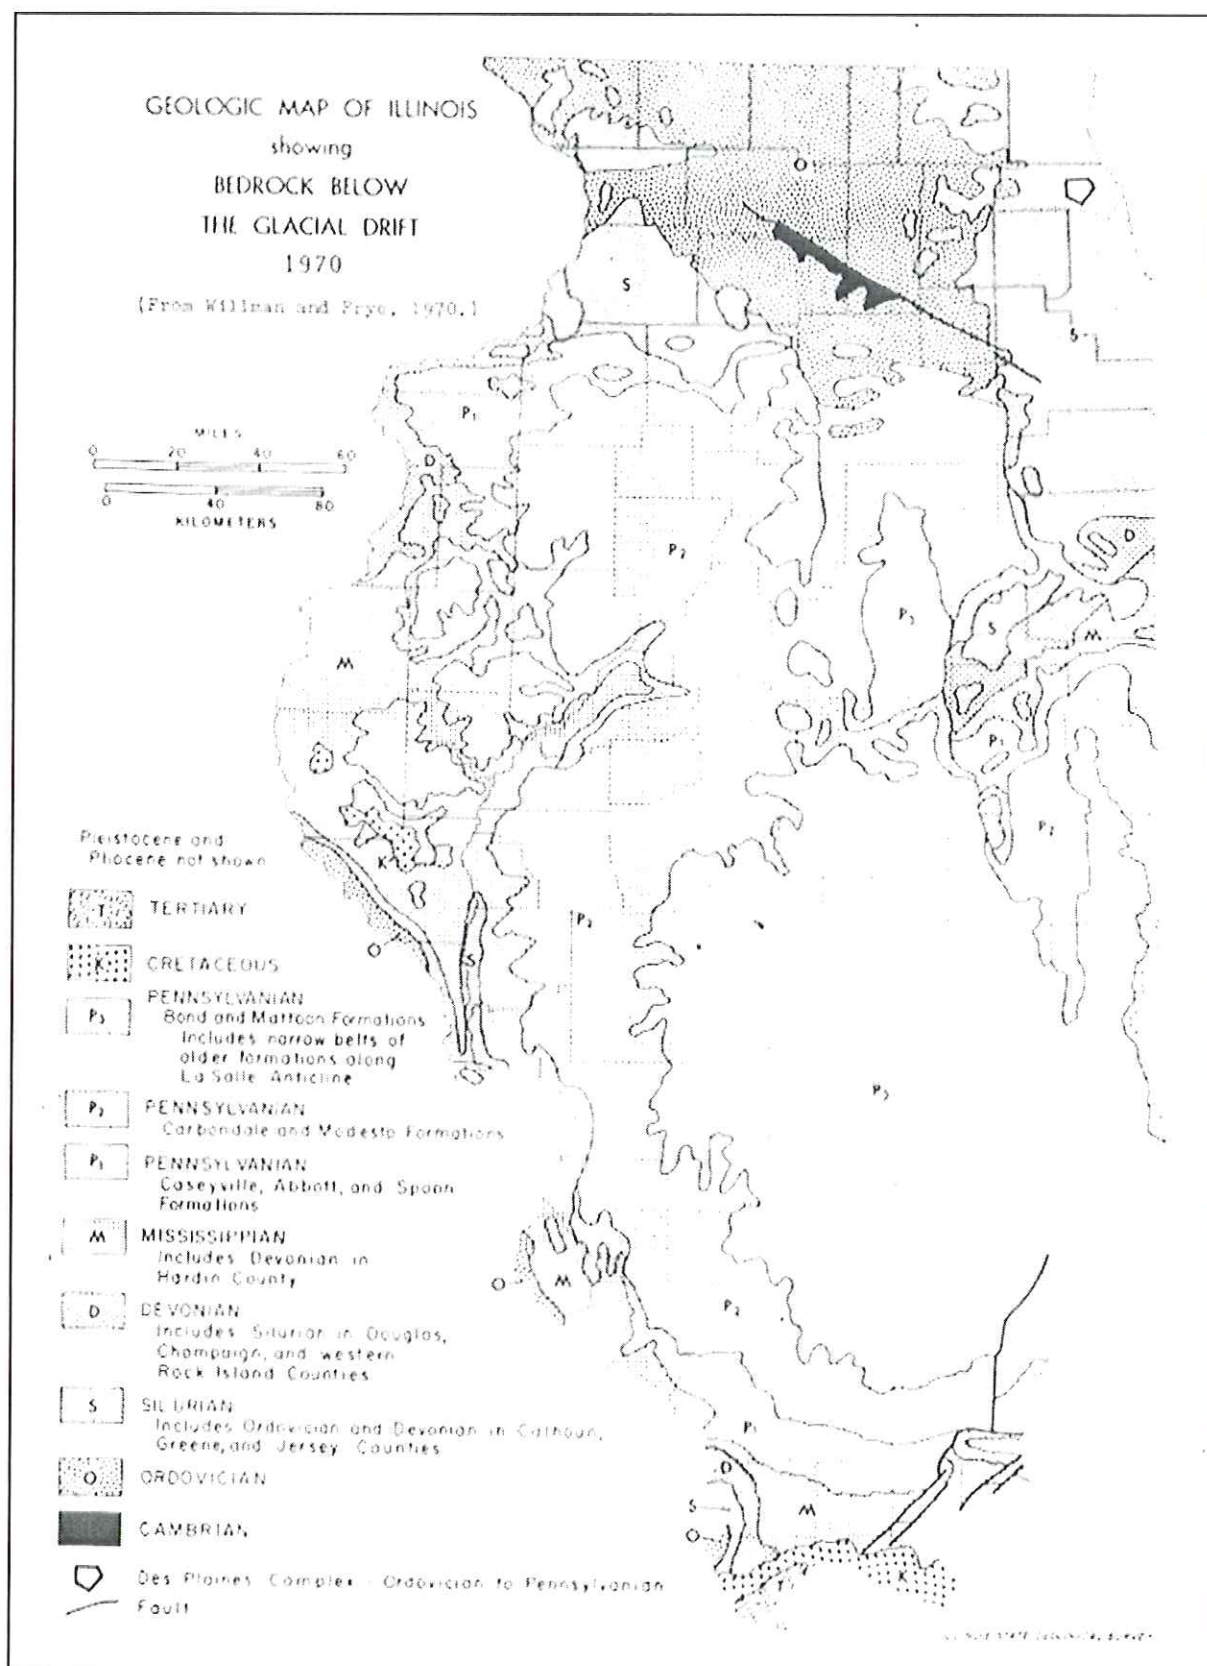 GEOLOGIC MAP OF ILLINOIS
showing
BEDROCK BELOW
THE GLACIAL DRIFT
1970
(From Willman and Frye, 1970.)
MILES
0 20 40 60
0 40 80
KILOMETERS
O
S
S
P1
D
P2
D
P3
S
M
M
P1
P2
K
O
S
P2
P3
O
M
P2
P1
D
S
O
M
T
K
Pleistocene and
Pliocene not shown
T TERTIARY
K CRETACEOUS
P3 PENNSYLVANIAN
Bond and Mattoon Formations
Includes narrow belts of
older formations along
La Salle Anticline
P2 PENNSYLVANIAN
Carbondale and Modesto Formations
P1 PENNSYLVANIAN
Caseyville, Abbott, and Spoon
Formations
M MISSISSIPPIAN
Includes Devonian in
Hardin County
D DEVONIAN
Includes Silurian in Douglas,
Champaign, and western
Rock Island Counties
S SILURIAN
Includes Ordovician and Devonian in Calhoun,
Greene, and Jersey Counties
O ORDOVICIAN
CAMBRIAN
Des Plaines Complex - Ordovician to Pennsylvanian
Fault
ILLINOIS STATE GEOLOGICAL SURVEY